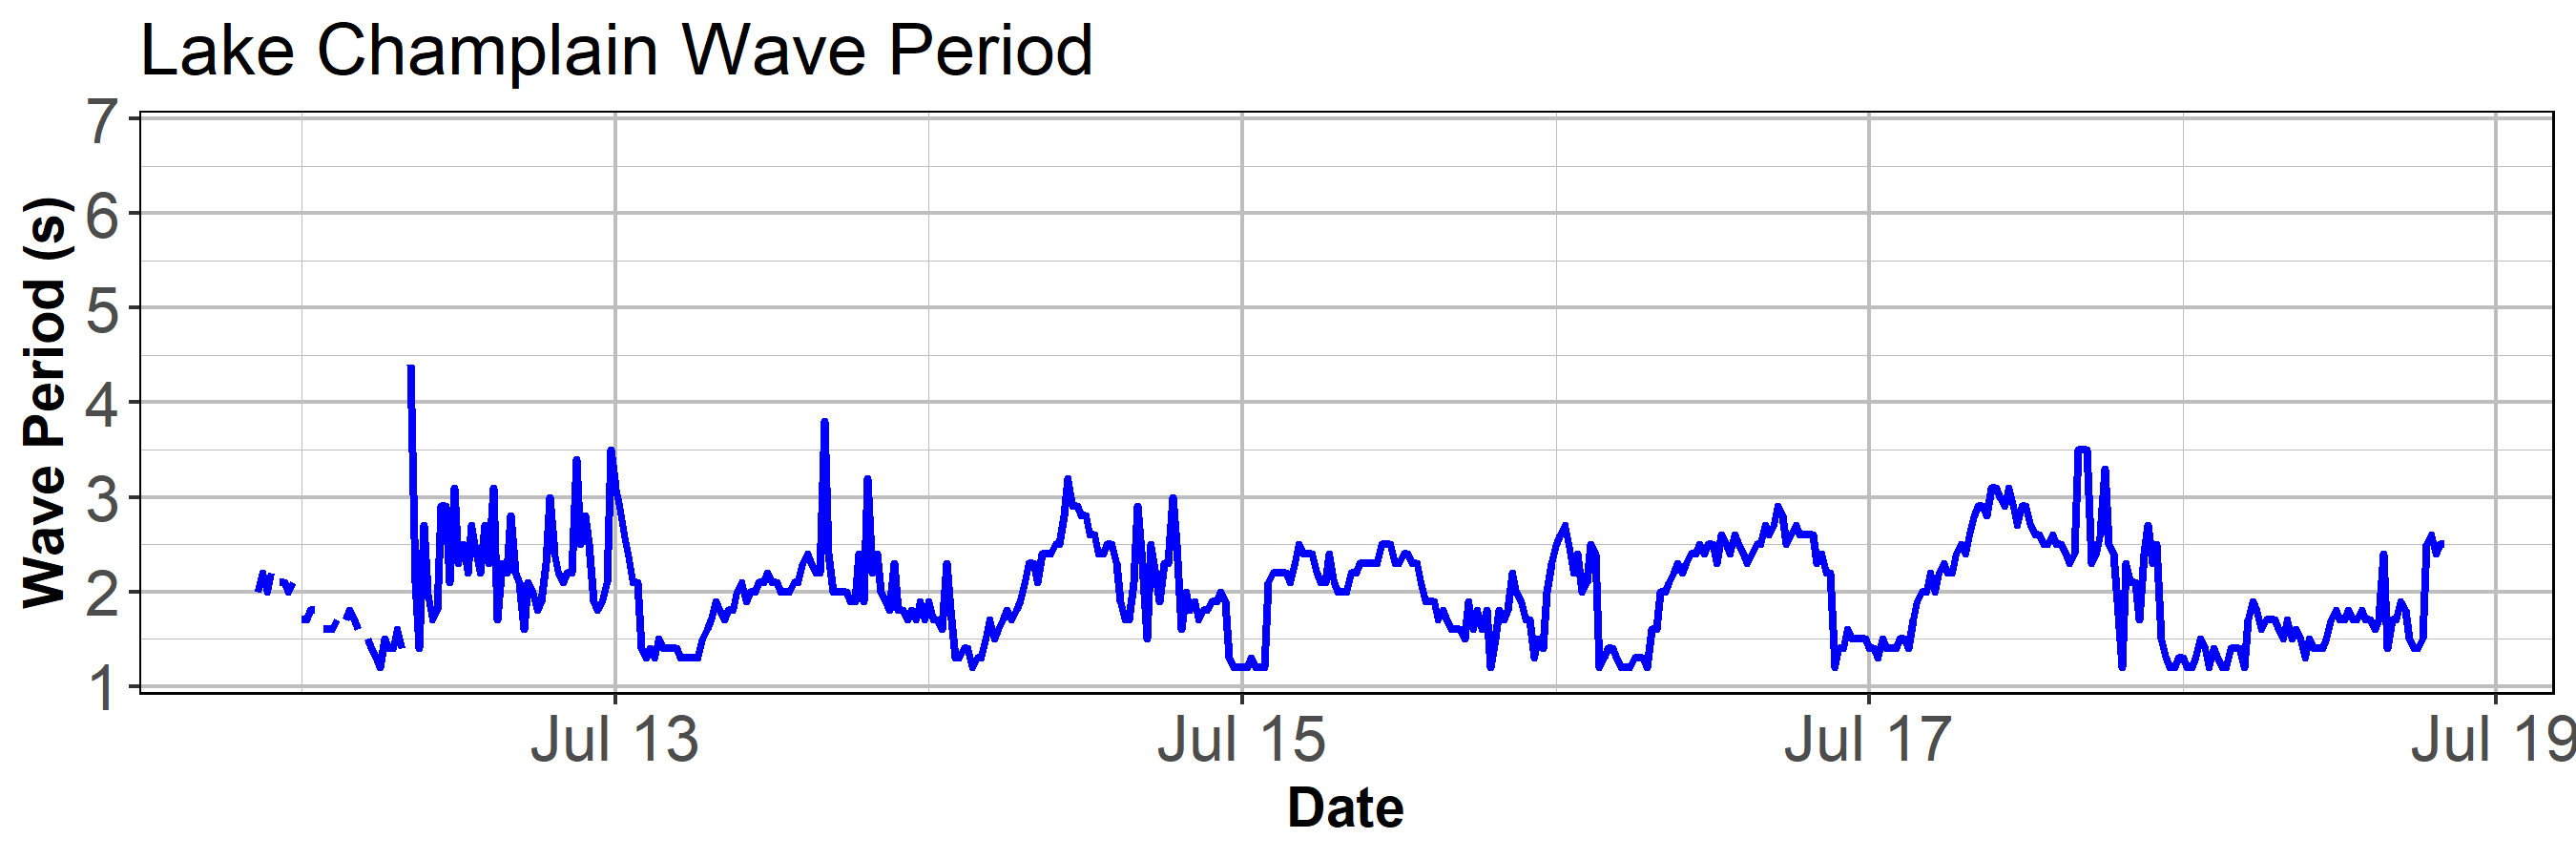 Lake Champlain Wave Period
Wave Period (s)
7
6
5
4
3
2
1
Jul 13
Jul 15
Jul 17
Jul 19
Date